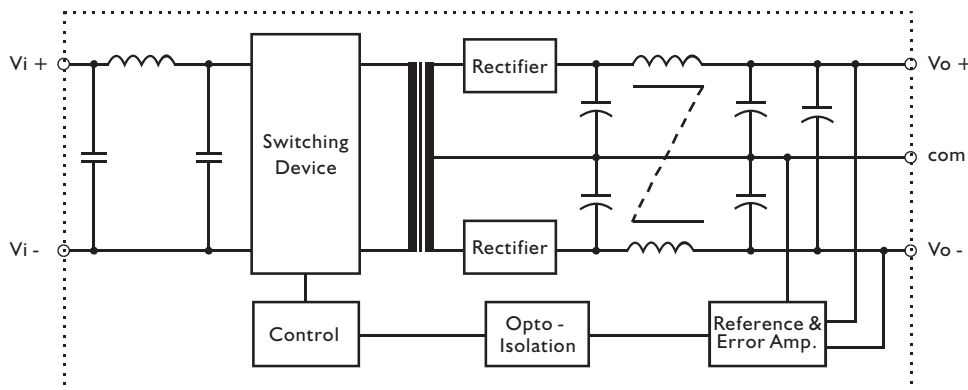 Vi +
Rectifier
Vo +
Switching
Device
com
Vi -
Rectifier
Vo -
Control
Opto -
Isolation
Reference &
Error Amp.